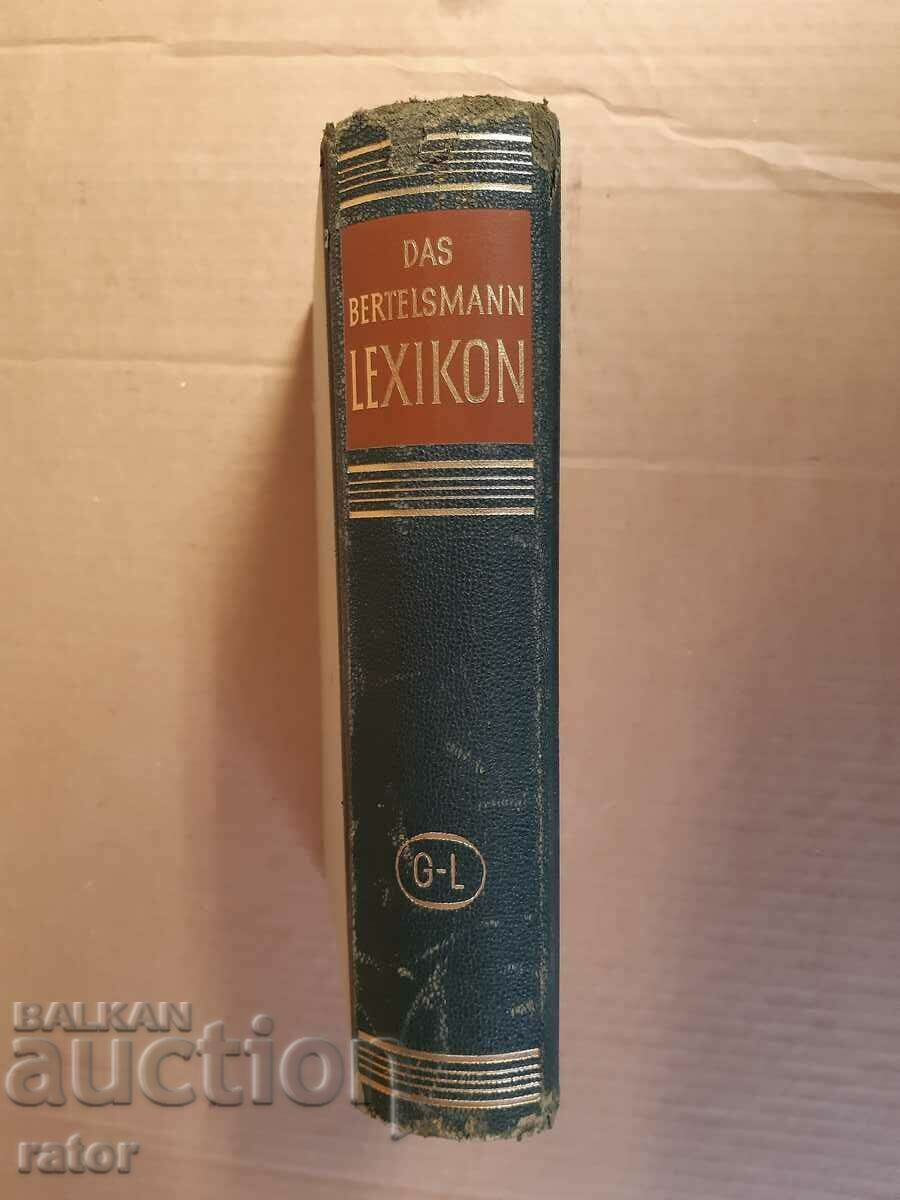 DAS
BERTELSMANN
LEXIKON
G-L
BALKAN
auction
rator